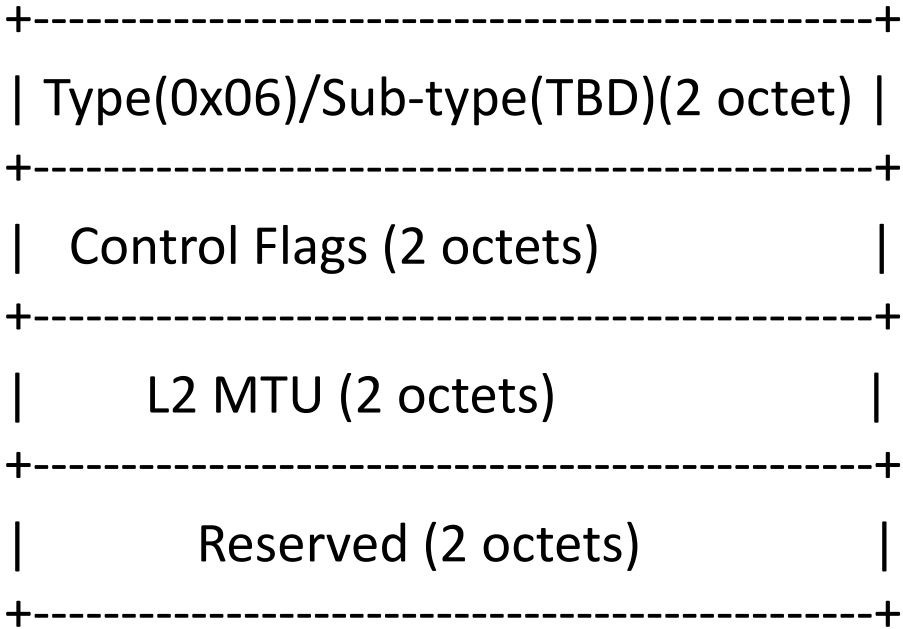 +------------------------------------------------+
| Type(0x06)/Sub-type(TBD)(2 octet) |
+------------------------------------------------+
| Control Flags (2 octets) |
+------------------------------------------------+
| L2 MTU (2 octets) |
+------------------------------------------------+
| Reserved (2 octets) |
+------------------------------------------------+